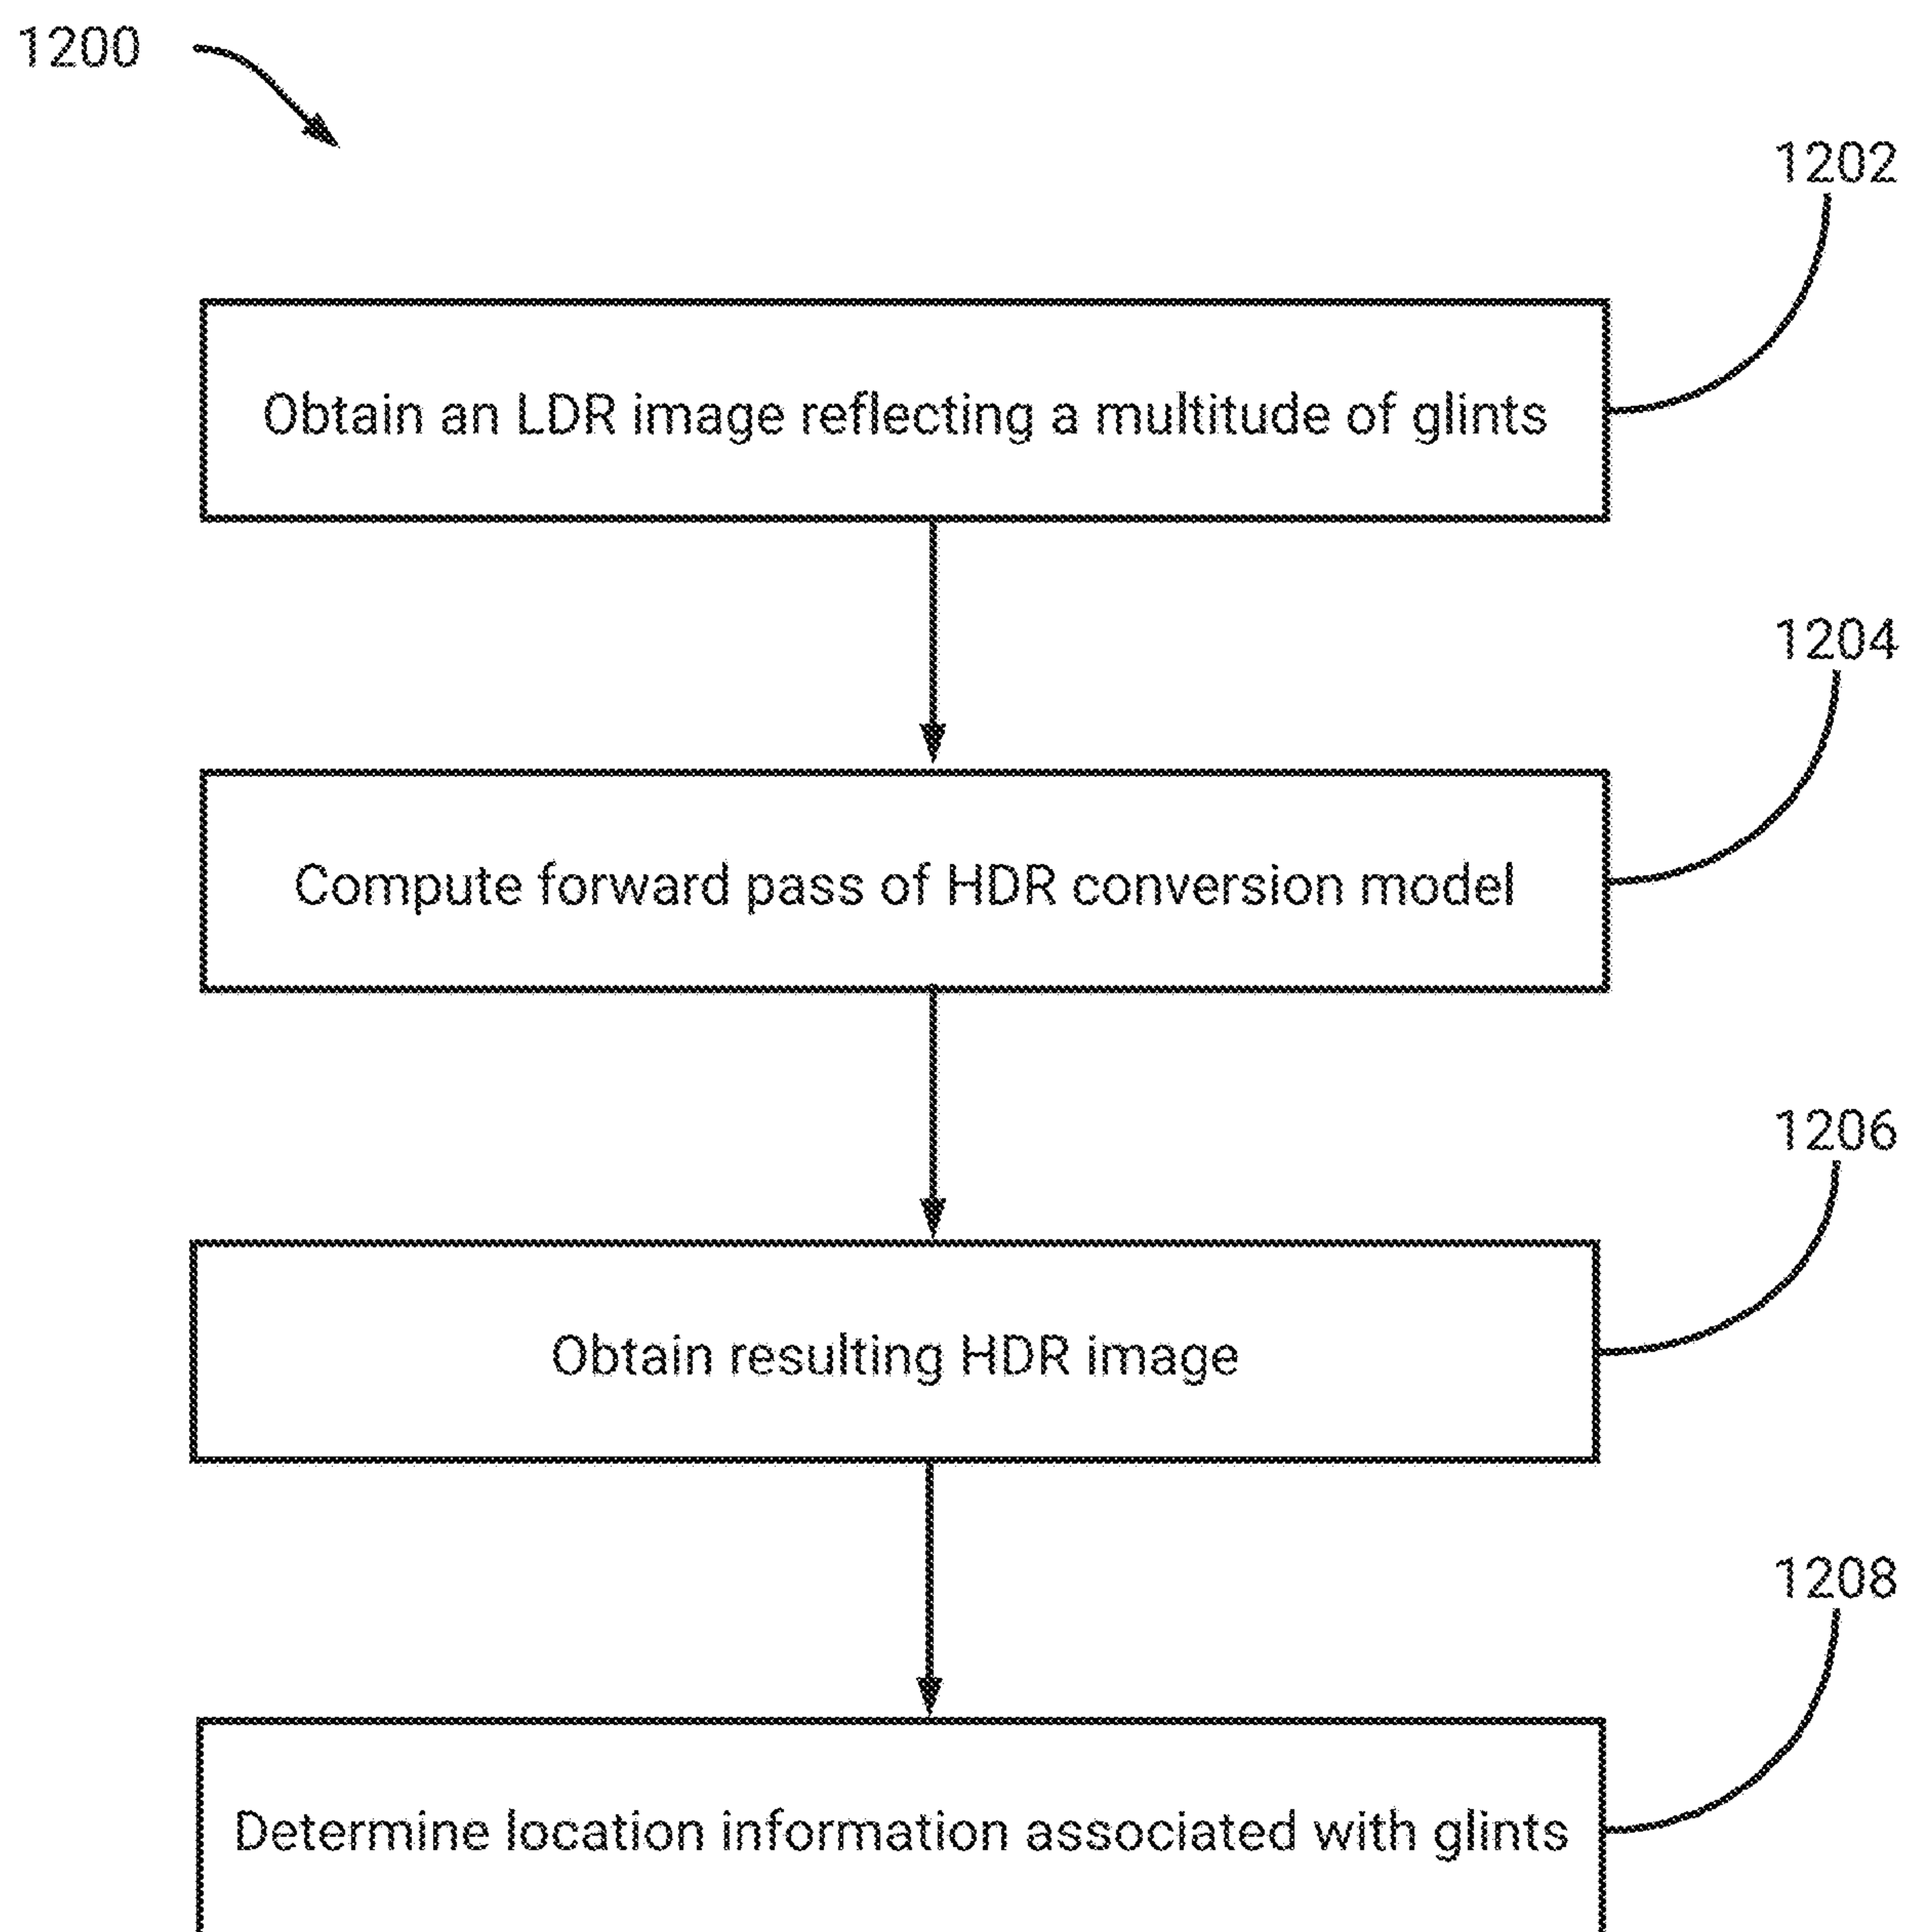 1200
1202
Obtain an LDR image reflecting a multitude of glints
1204
Compute forward pass of HDR conversion model
1206
Obtain resulting HDR image
1208
Determine location information associated with glints